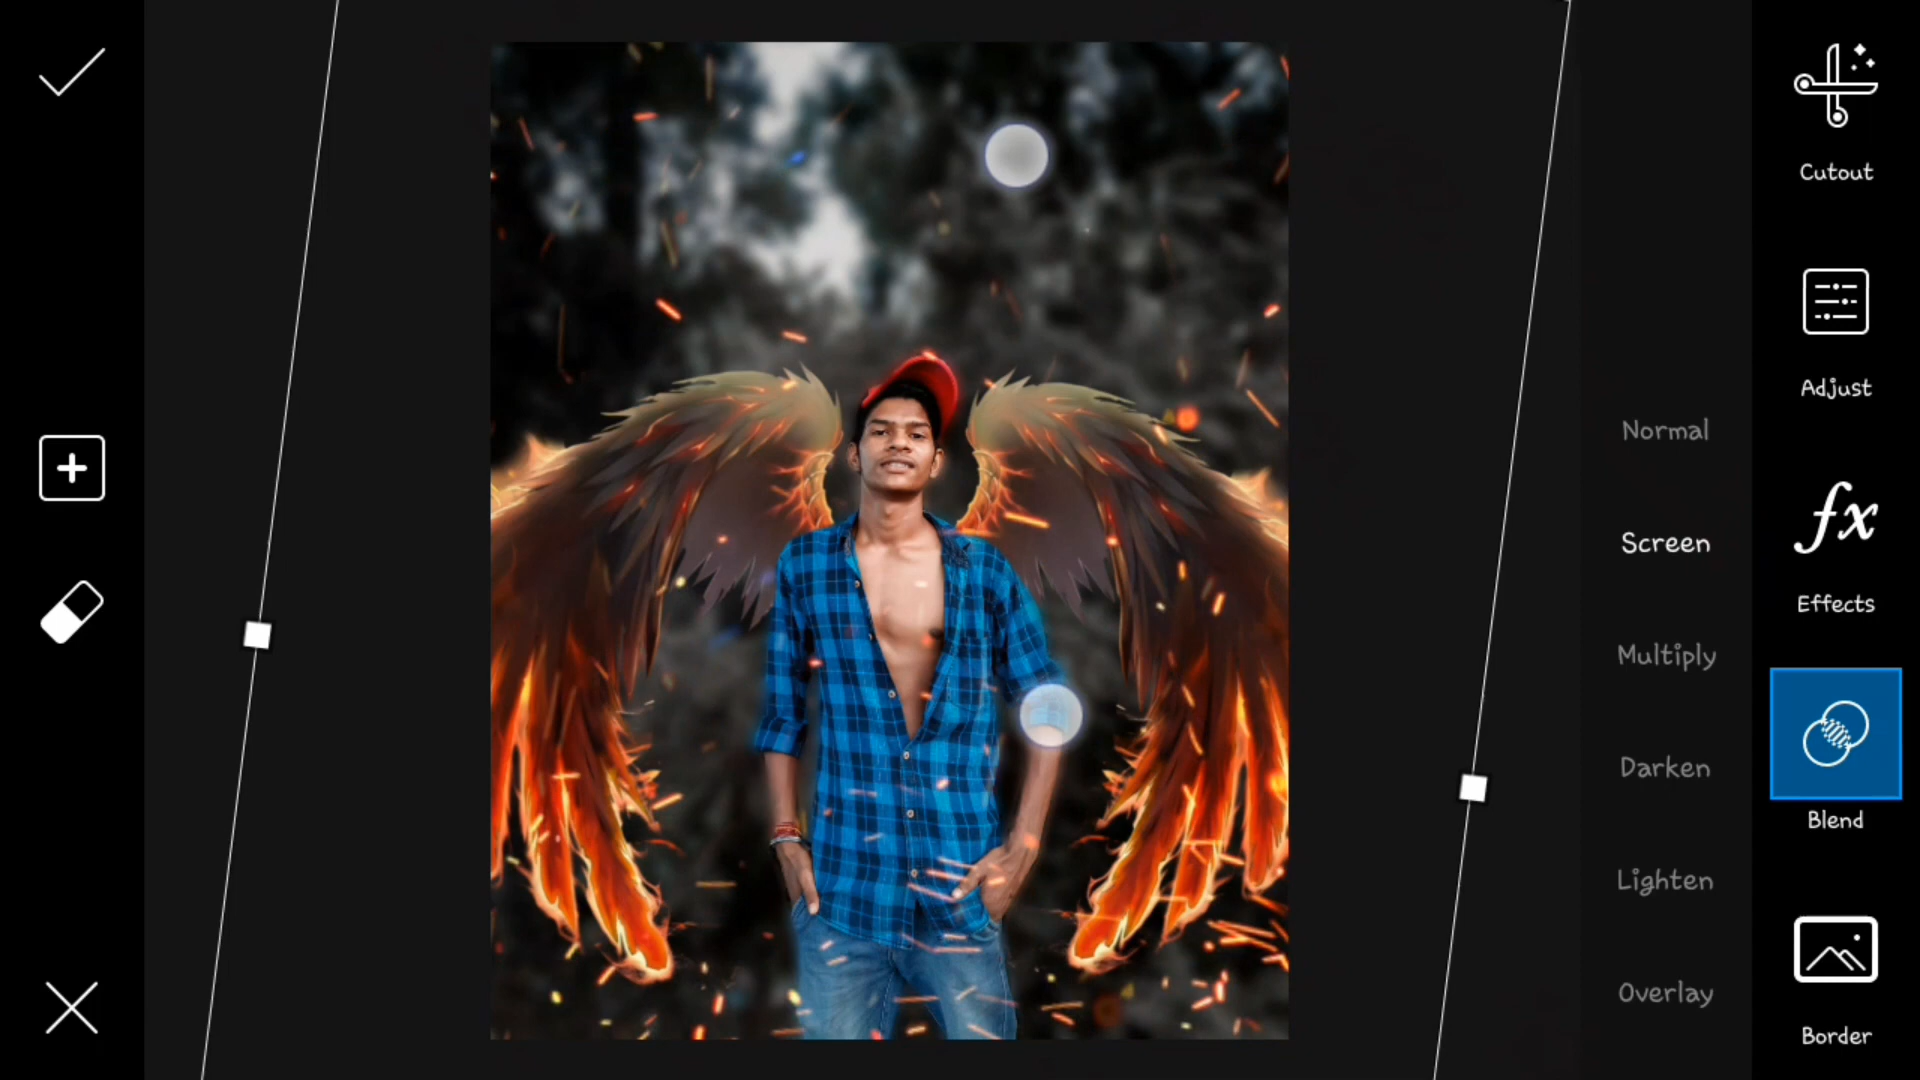 Cutout
Adjust
Effects
Blend
Border
Normal
Screen
Multiply
Darken
Lighten
Overlay